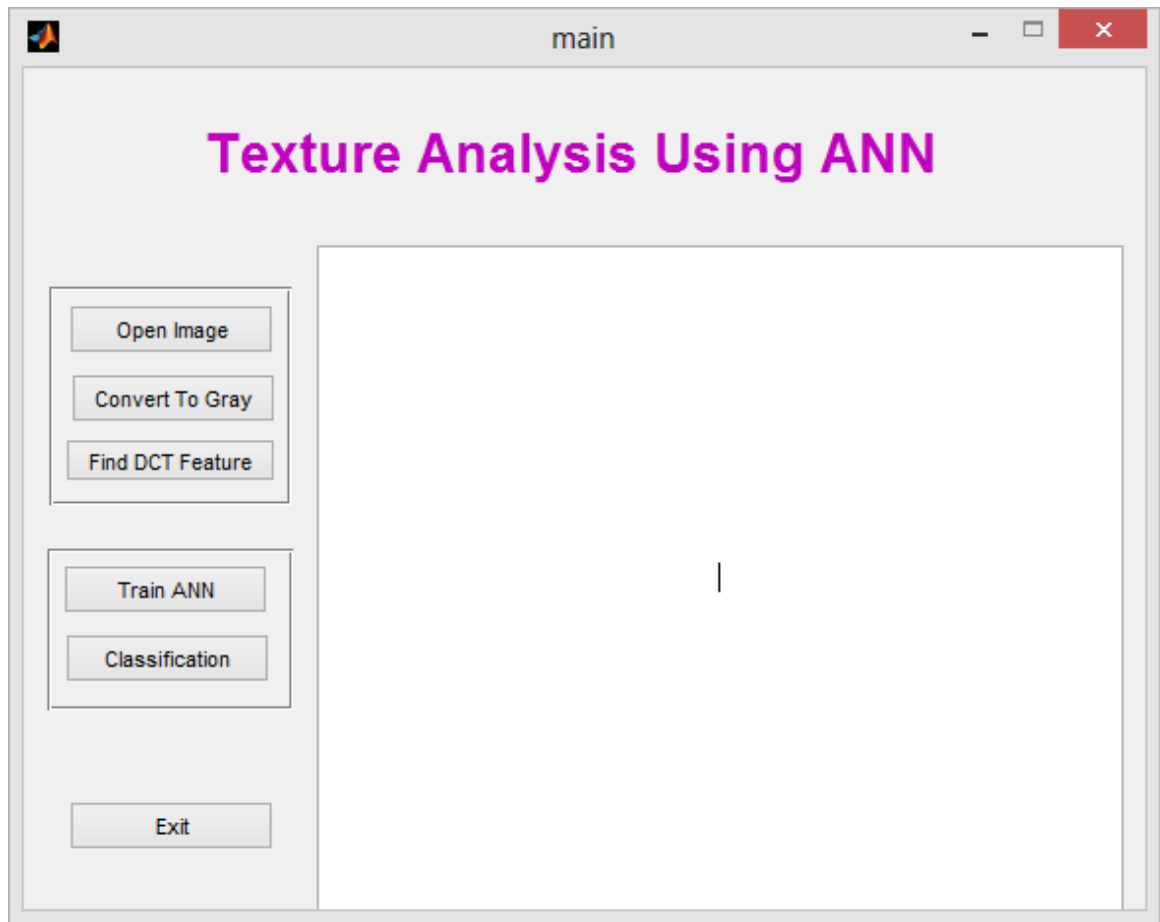 main
Texture Analysis Using ANN
Open Image
Convert To Gray
Find DCT Feature
Train ANN
Classification
Exit